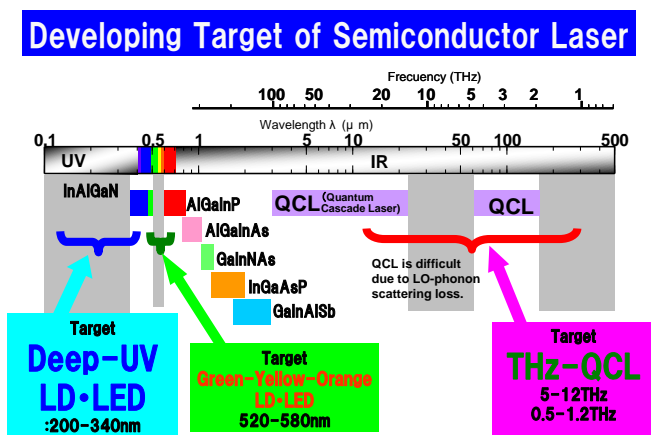 Developing Target of Semiconductor Laser
Frecuency (THz)
100 50 20 10 5 3 2 1
Wavelength λ (μ m)
0.1 0.5 1 5 10 50 100 500
UV IR
InAlGaN
AlGaInP
QCL (Quantum Cascade Laser)
QCL
AlGaInAs
GaInNAs
InGaAsP
GaInAlSb
QCL is difficult
due to LO-phonon
scattering loss.
Target
Deep-UV
LD・LED
:200-340nm
Target
Green-Yellow-Orange
LD・LED
520-580nm
Target
THz-QCL
5-12THz
0.5-1.2THz